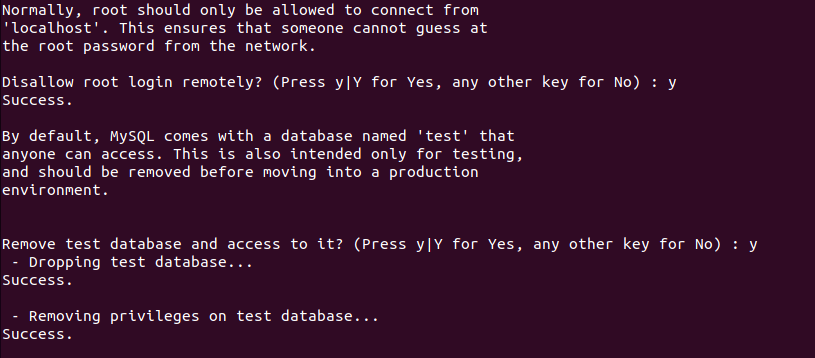 Normally, root should only be allowed to connect from
'localhost'. This ensures that someone cannot guess at
the root password from the network.
Disallow root login remotely? (Press y|Y for Yes, any other key for No) : y
Success.
By default, MySQL comes with a database named 'test' that
anyone can access. This is also intended only for testing,
and should be removed before moving into a production
environment.
Remove test database and access to it? (Press y|Y for Yes, any other key for No) : y
- Dropping test database...
Success.
- Removing privileges on test database...
Success.